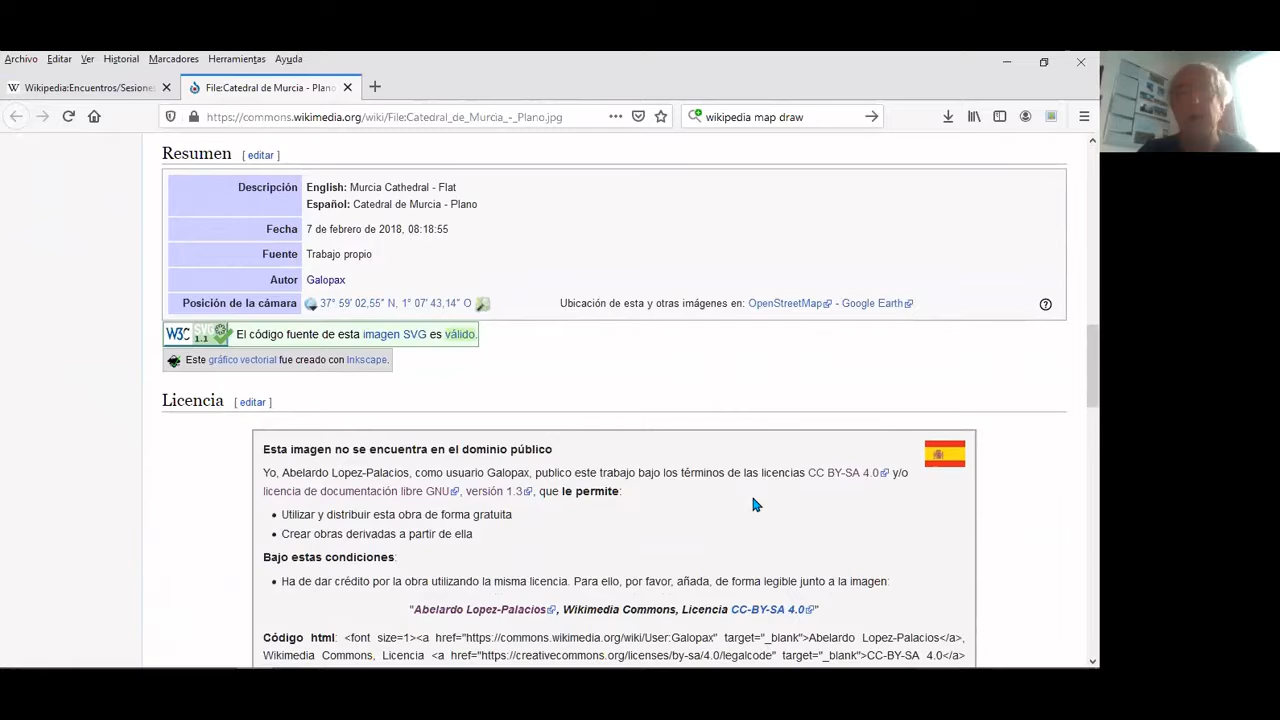 Archivo Editar Ver Historial Marcadores Herramientas Ayuda
Wikipedia:Encuentros/Sesione File:Catedral de Murcia - Plano
https://commons.wikimedia.org/wiki/File:Catedral_de_Murcia_-_Plano.jpg wikipedia map draw
Resumen [ editar ]
Descripción English: Murcia Cathedral - Flat
Español: Catedral de Murcia - Plano
Fecha 7 de febrero de 2018, 08:18:55
Fuente Trabajo propio
Autor Galopax
Posición de la cámara 37° 59′ 02,55″ N, 1° 07′ 43,14″ O Ubicación de esta y otras imágenes en: OpenStreetMap - Google Earth
W3C SVG 1.1 El código fuente de esta imagen SVG es válido.
Este gráfico vectorial fue creado con Inkscape.
Licencia [ editar ]
Esta imagen no se encuentra en el dominio público
Yo, Abelardo Lopez-Palacios, como usuario Galopax, publico este trabajo bajo los términos de las licencias CC BY-SA 4.0 y/o
licencia de documentación libre GNU, versión 1.3, que le permite:
• Utilizar y distribuir esta obra de forma gratuita
• Crear obras derivadas a partir de ella
Bajo estas condiciones:
• Ha de dar crédito por la obra utilizando la misma licencia. Para ello, por favor, añada, de forma legible junto a la imagen:
"Abelardo Lopez-Palacios, Wikimedia Commons, Licencia CC-BY-SA 4.0"
Código html: <font size=1><a href="https://commons.wikimedia.org/wiki/User:Galopax" target="_blank">Abelardo Lopez-Palacios</a>,
Wikimedia Commons, Licencia <a href="https://creativecommons.org/licenses/by-sa/4.0/legalcode" target="_blank">CC-BY-SA 4.0</a>